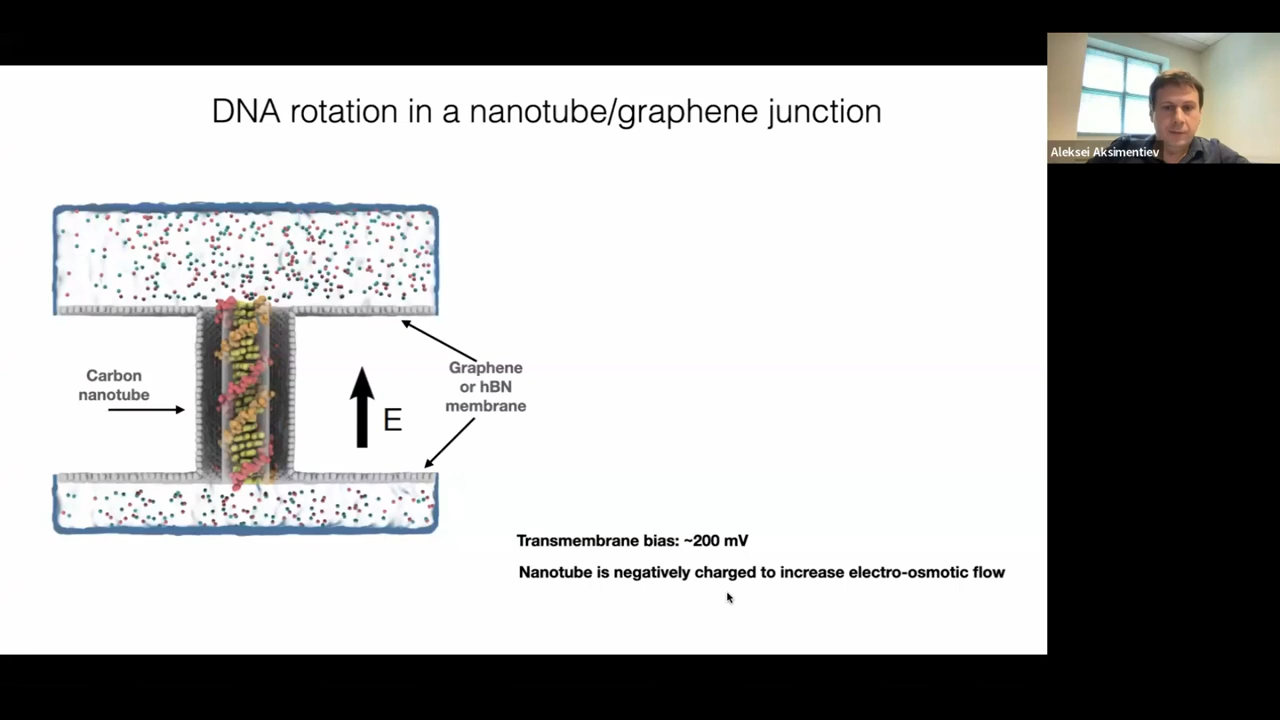 DNA rotation in a nanotube/graphene junction
Aleksei Aksimentiev
Carbon
nanotube
E
Graphene
or hBN
membrane
Transmembrane bias: ~200 mV
Nanotube is negatively charged to increase electro-osmotic flow